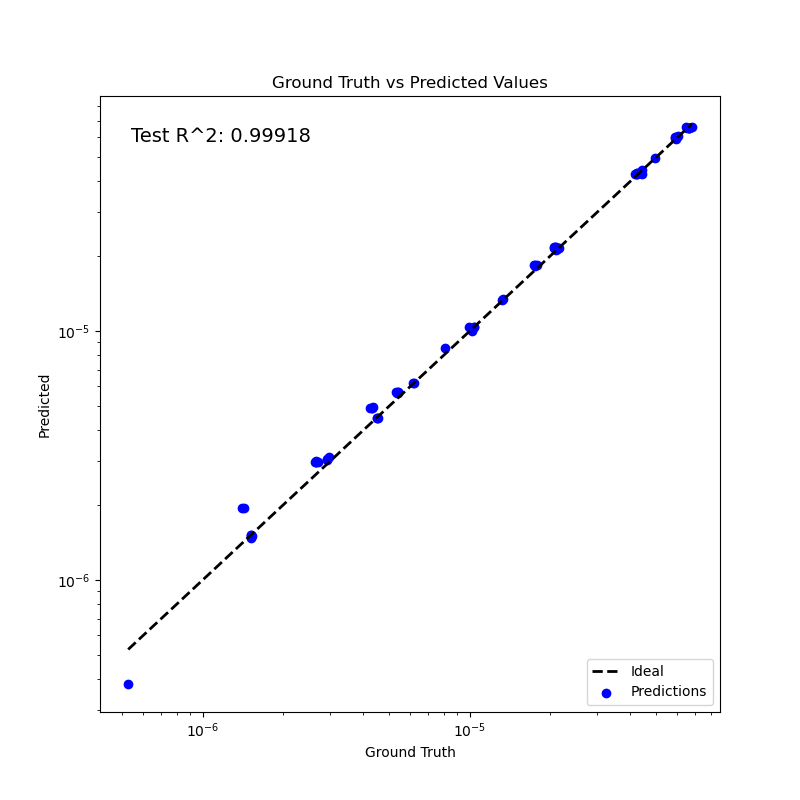 Ground Truth vs Predicted Values
Test R^2: 0.99918
Predicted
10⁻⁵
10⁻⁶
Ideal
Predictions
10⁻⁶
10⁻⁵
Ground Truth